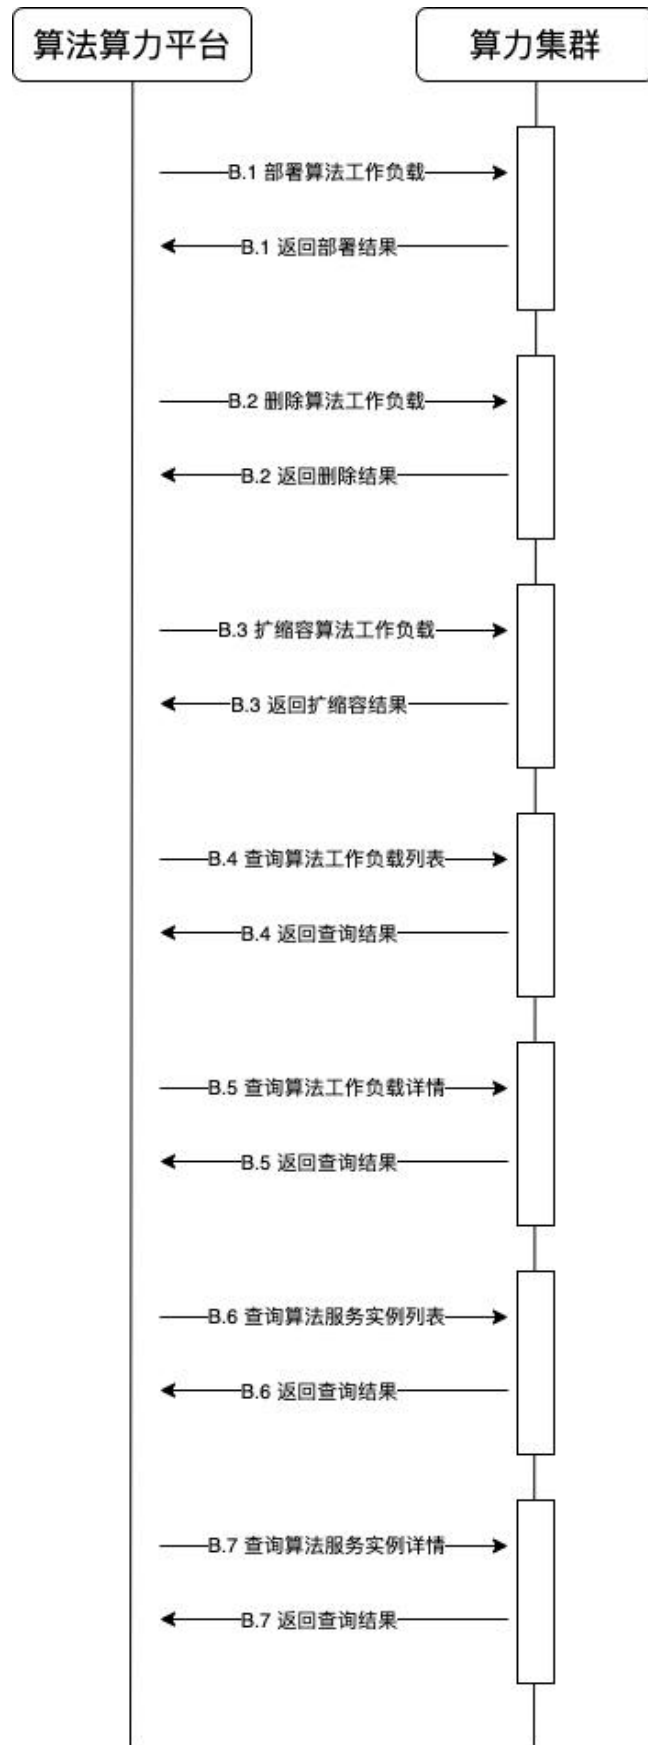 算法算力平台
算力集群
B.1 部署算法工作负载
B.1 返回部署结果
B.2 删除算法工作负载
B.2 返回删除结果
B.3 扩缩容算法工作负载
B.3 返回扩缩容结果
B.4 查询算法工作负载列表
B.4 返回查询结果
B.5 查询算法工作负载详情
B.5 返回查询结果
B.6 查询算法服务实例列表
B.6 返回查询结果
B.7 查询算法服务实例详情
B.7 返回查询结果